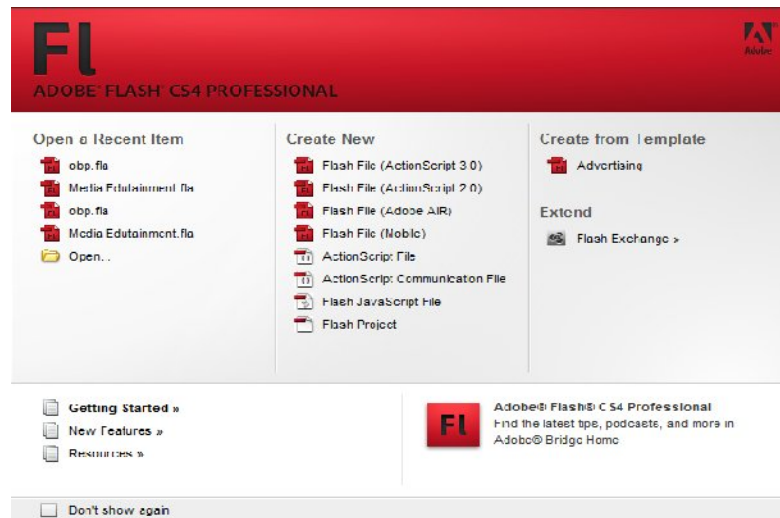 Fl
Adobe
ADOBE® FLASH® CS4 PROFESSIONAL
Open a Recent Item
obp.fla
Media Edutainment.fla
obp.fla
Media Edutainment.fla
Open...
Create New
Flash File (ActionScript 3.0)
Flash File (ActionScript 2.0)
Flash File (Adobe AIR)
Flash File (Mobile)
ActionScript File
ActionScript Communication File
Flash JavaScript File
Flash Project
Create from Template
Advertising
Extend
Flash Exchange »
Getting Started »
New Features »
Resources »
Fl
Adobe® Flash® CS4 Professional
Find the latest tips, podcasts, and more in
Adobe® Bridge Home
Don't show again